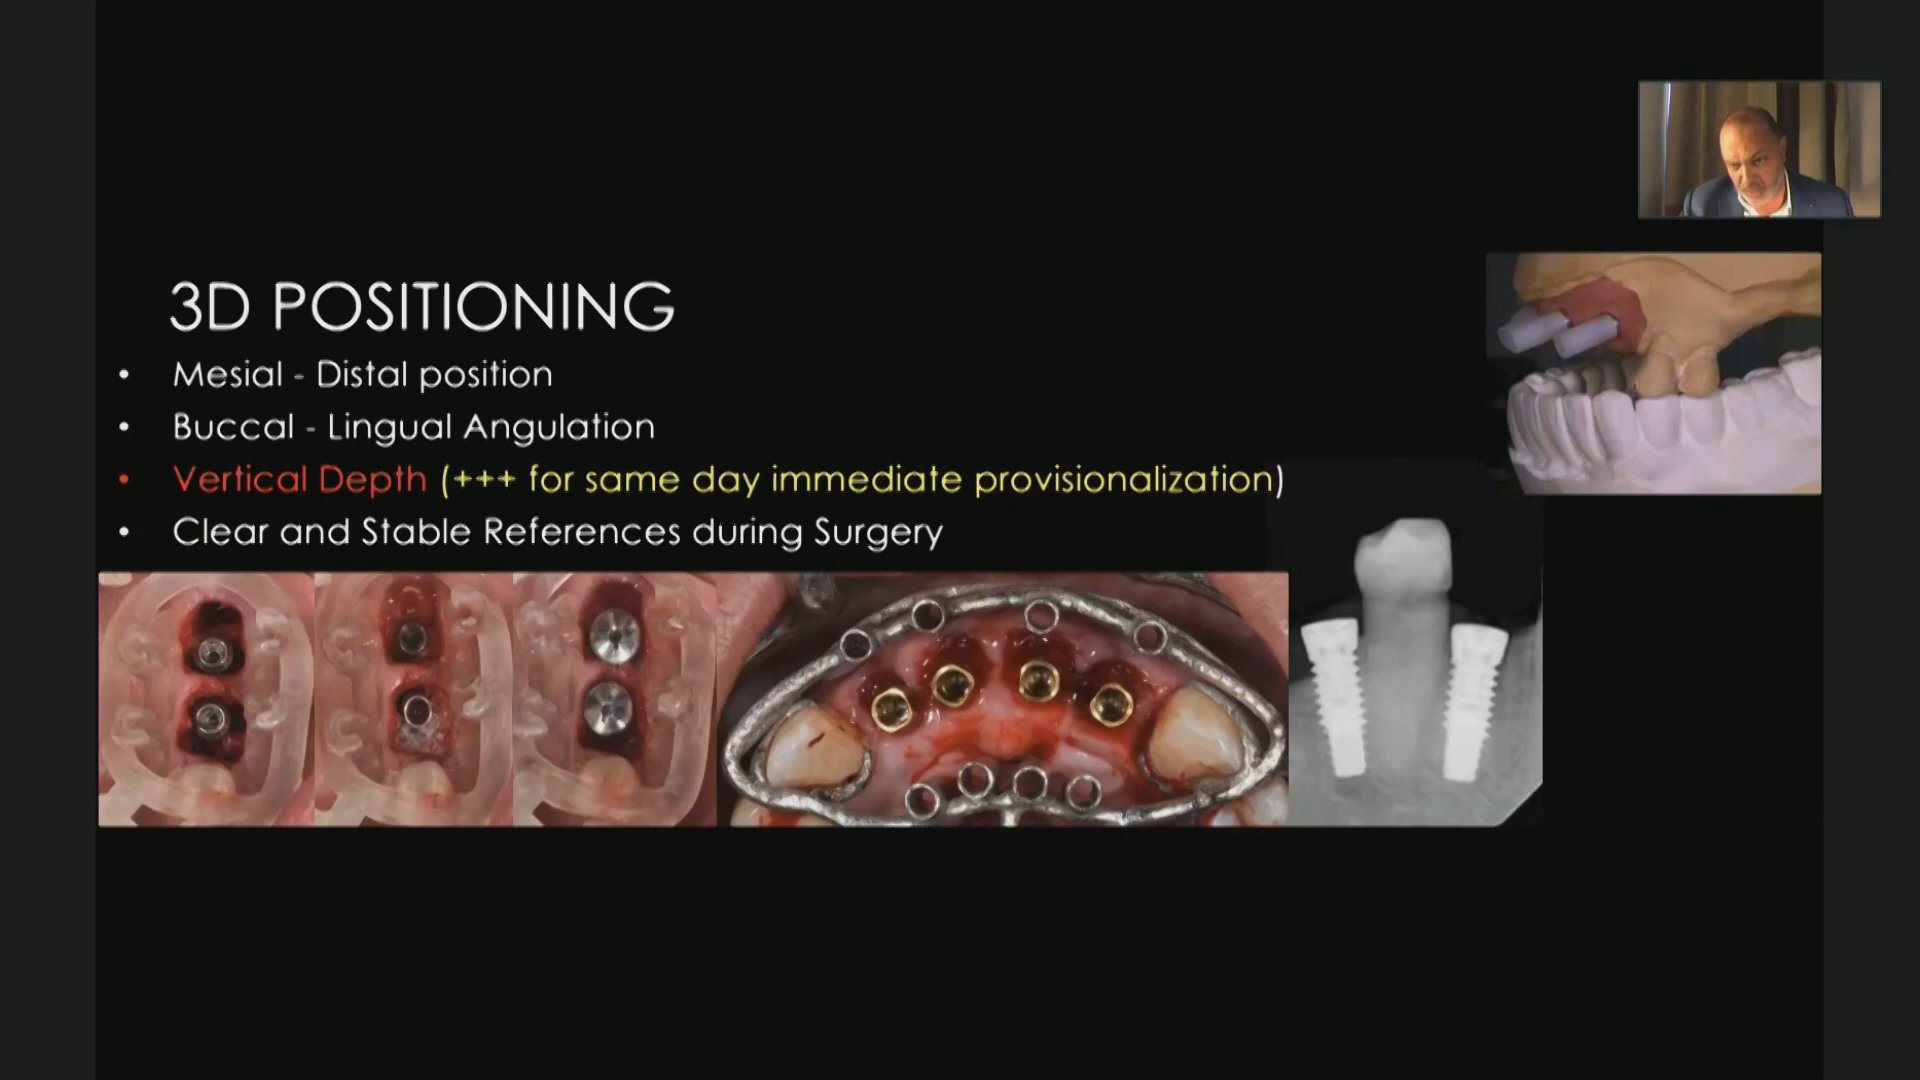 3D POSITIONING
• Mesial - Distal position
• Buccal - Lingual Angulation
• Vertical Depth (+++ for same day immediate provisionalization)
• Clear and Stable References during Surgery